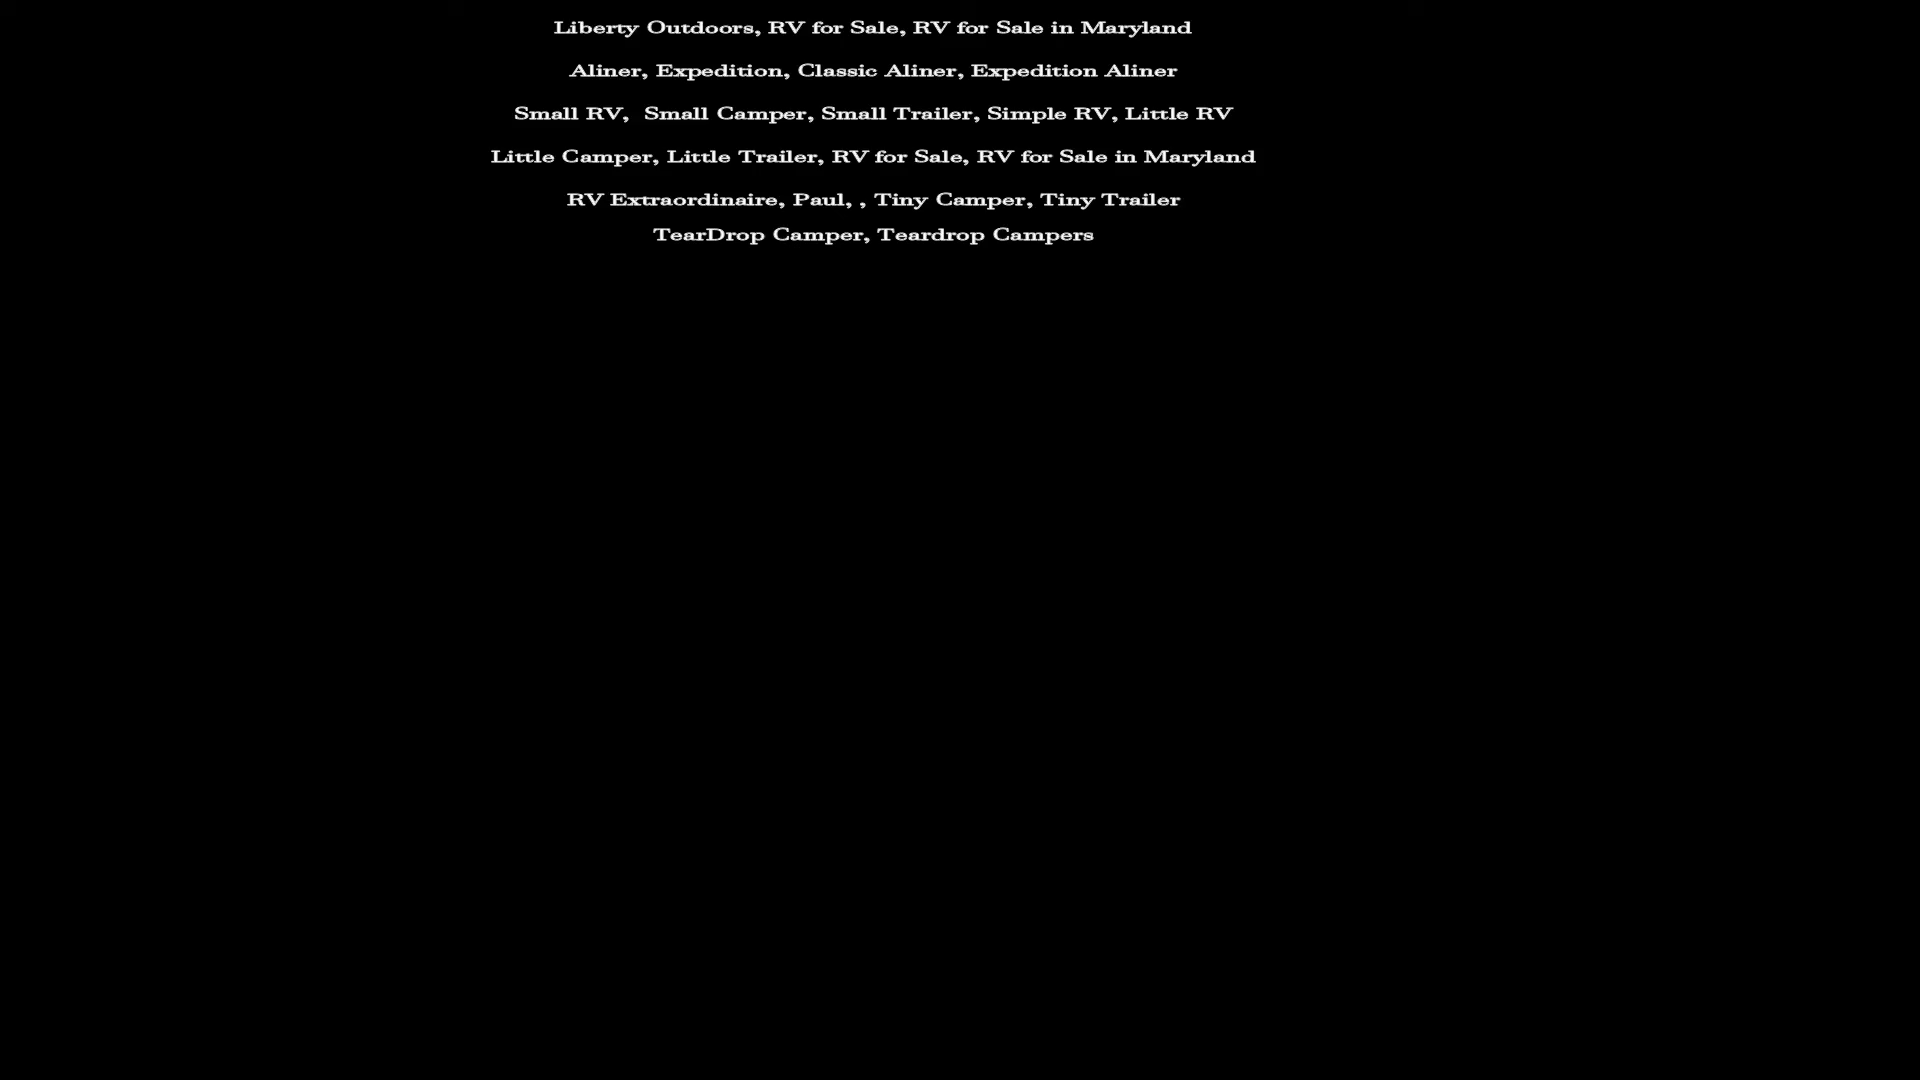 Liberty Outdoors, RV for Sale, RV for Sale in Maryland
Aliner, Expedition, Classic Aliner, Expedition Aliner
Small RV,  Small Camper, Small Trailer, Simple RV, Little RV
Little Camper, Little Trailer, RV for Sale, RV for Sale in Maryland
RV Extraordinaire, Paul, , Tiny Camper, Tiny Trailer
TearDrop Camper, Teardrop Campers